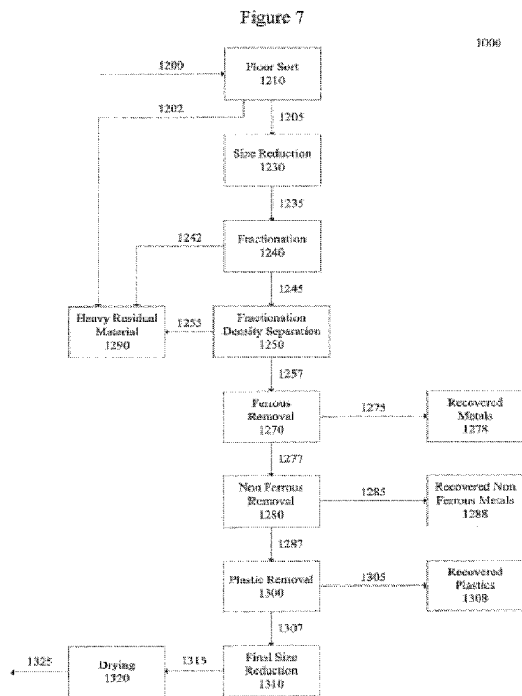 Figure 7
1000
1200
Floor Sort
1210
1202
1205
Size Reduction
1230
1235
1242
Fractionation
1240
1245
Heavy Residual
Material
1290
1255
Fractionation
Density Separation
1250
1257
Ferrous
Removal
1270
1275
Recovered
Metals
1278
1277
Non Ferrous
Removal
1280
1285
Recovered Non
Ferrous Metals
1288
1287
Plastic Removal
1300
1305
Recovered
Plastics
1308
1307
1325
Drying
1320
1315
Final Size
Reduction
1310